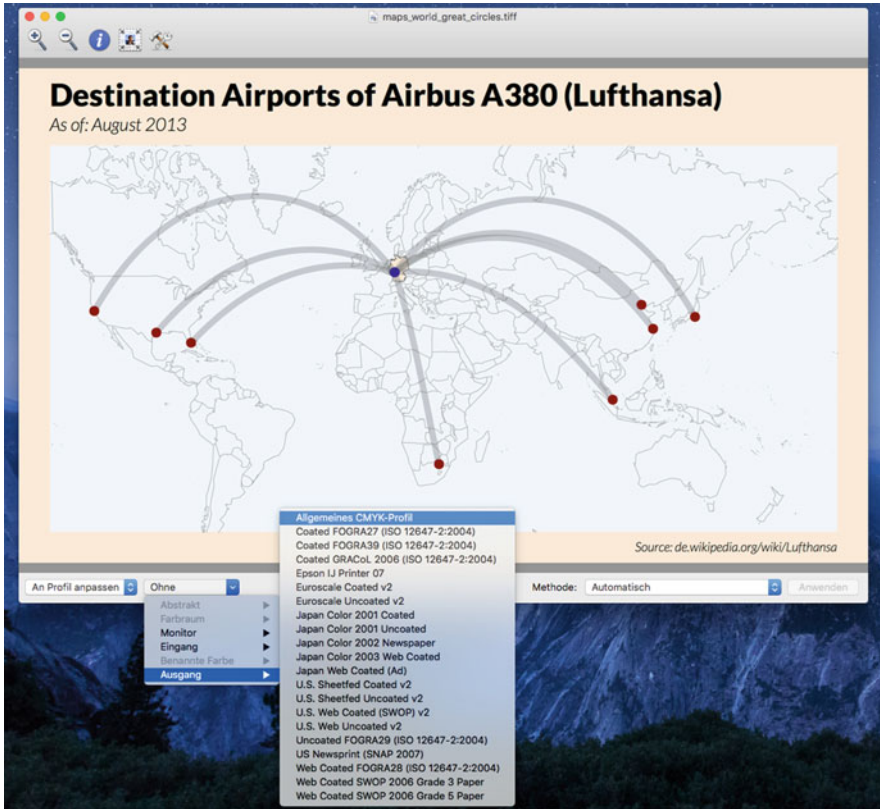 maps_world_great_circles.tiff
Destination Airports of Airbus A380 (Lufthansa)
As of: August 2013
Source: de.wikipedia.org/wiki/Lufthansa
An Profil anpassen
Ohne
Methode:
Automatisch
Anwenden
Abstrakt
Farbraum
Monitor
Eingang
Benannte Farbe
Ausgang
Allgemeines CMYK-Profil
Coated FOGRA27 (ISO 12647-2:2004)
Coated FOGRA39 (ISO 12647-2:2004)
Coated GRACoL 2006 (ISO 12647-2:2004)
Epson IJ Printer 07
Euroscale Coated v2
Euroscale Uncoated v2
Japan Color 2001 Coated
Japan Color 2001 Uncoated
Japan Color 2002 Newspaper
Japan Color 2003 Web Coated
Japan Web Coated (Ad)
U.S. Sheetfed Coated v2
U.S. Sheetfed Uncoated v2
U.S. Web Coated (SWOP) v2
U.S. Web Uncoated v2
Uncoated FOGRA29 (ISO 12647-2:2004)
US Newsprint (SNAP 2007)
Web Coated FOGRA28 (ISO 12647-2:2004)
Web Coated SWOP 2006 Grade 3 Paper
Web Coated SWOP 2006 Grade 5 Paper